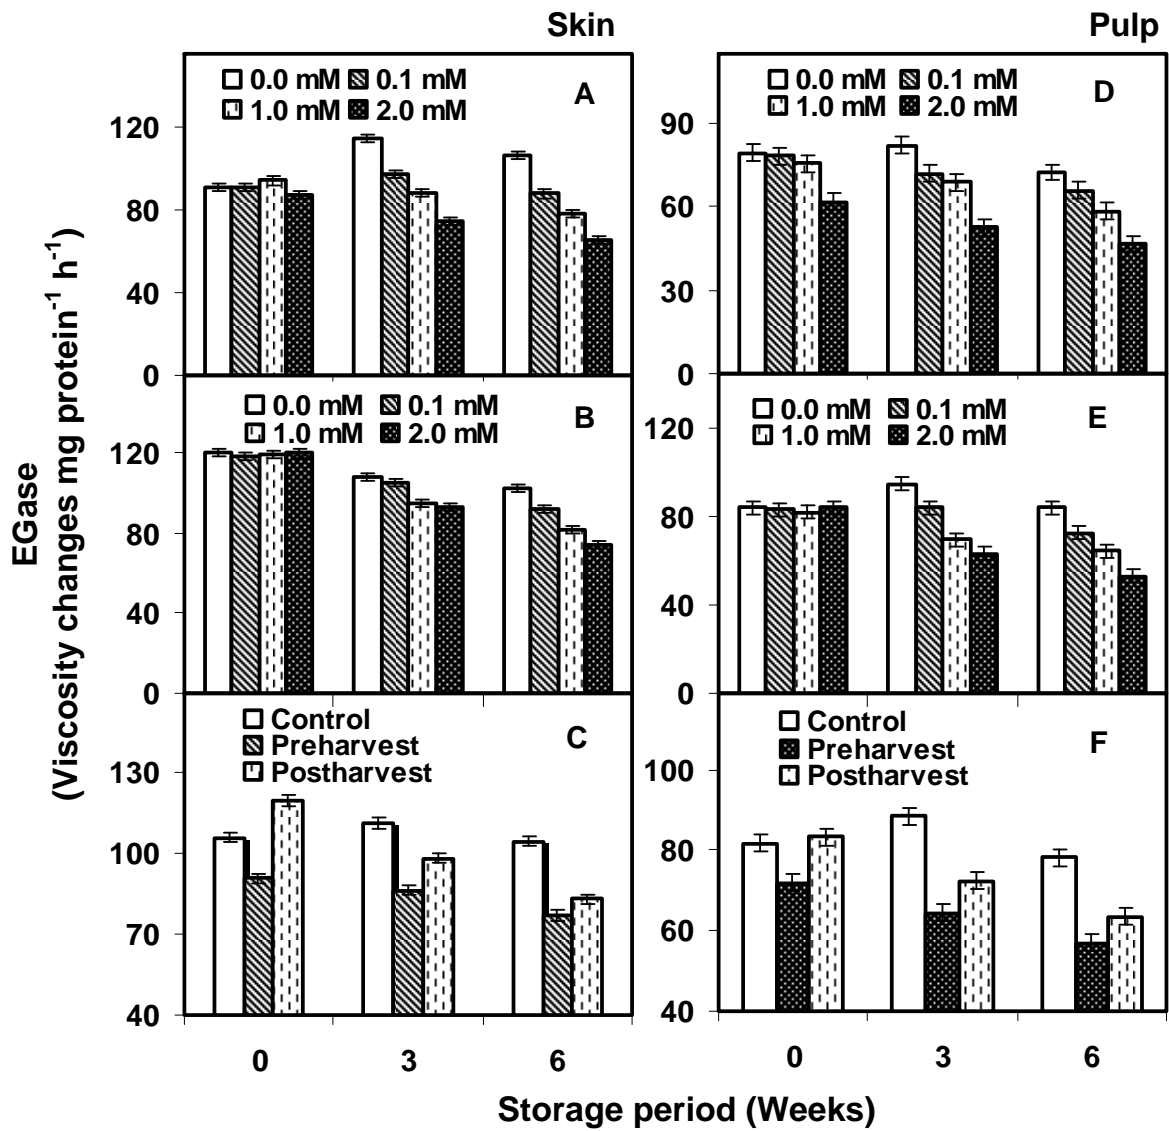 Skin
Pulp
EGase
(Viscosity changes mg protein-1 h-1)
0.0 mM 0.1 mM
1.0 mM 2.0 mM
A
120
80
40
0
0.0 mM 0.1 mM
1.0 mM 2.0 mM
B
120
80
40
0
Control
Preharvest
Postharvest
C
130
100
70
40
0 3 6
0.0 mM 0.1 mM
1.0 mM 2.0 mM
D
90
60
30
0
0.0 mM 0.1 mM
1.0 mM 2.0 mM
E
120
80
40
0
Control
Preharvest
Postharvest
F
100
80
60
40
0 3 6
Storage period (Weeks)